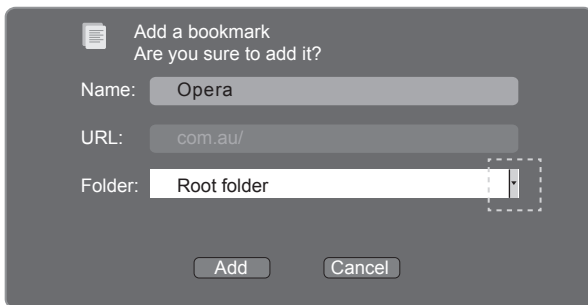 Add a bookmark
Are you sure to add it?
Name: Opera
URL: com.au/
Folder: Root folder
Add Cancel